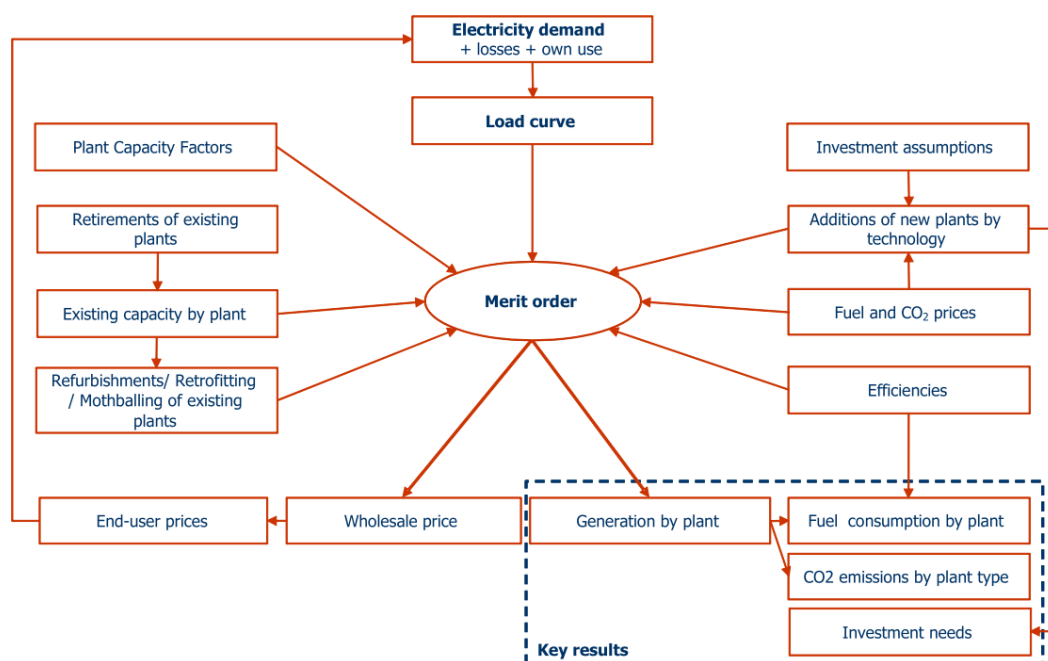 Electricity demand
+ losses + own use
Load curve
Plant Capacity Factors
Investment assumptions
Retirements of existing
plants
Additions of new plants by
technology
Merit order
Existing capacity by plant
Fuel and CO₂ prices
Refurbishments/ Retrofitting
/ Mothballing of existing
plants
Efficiencies
End-user prices
Wholesale price
Generation by plant
Fuel consumption by plant
CO2 emissions by plant type
Investment needs
Key results